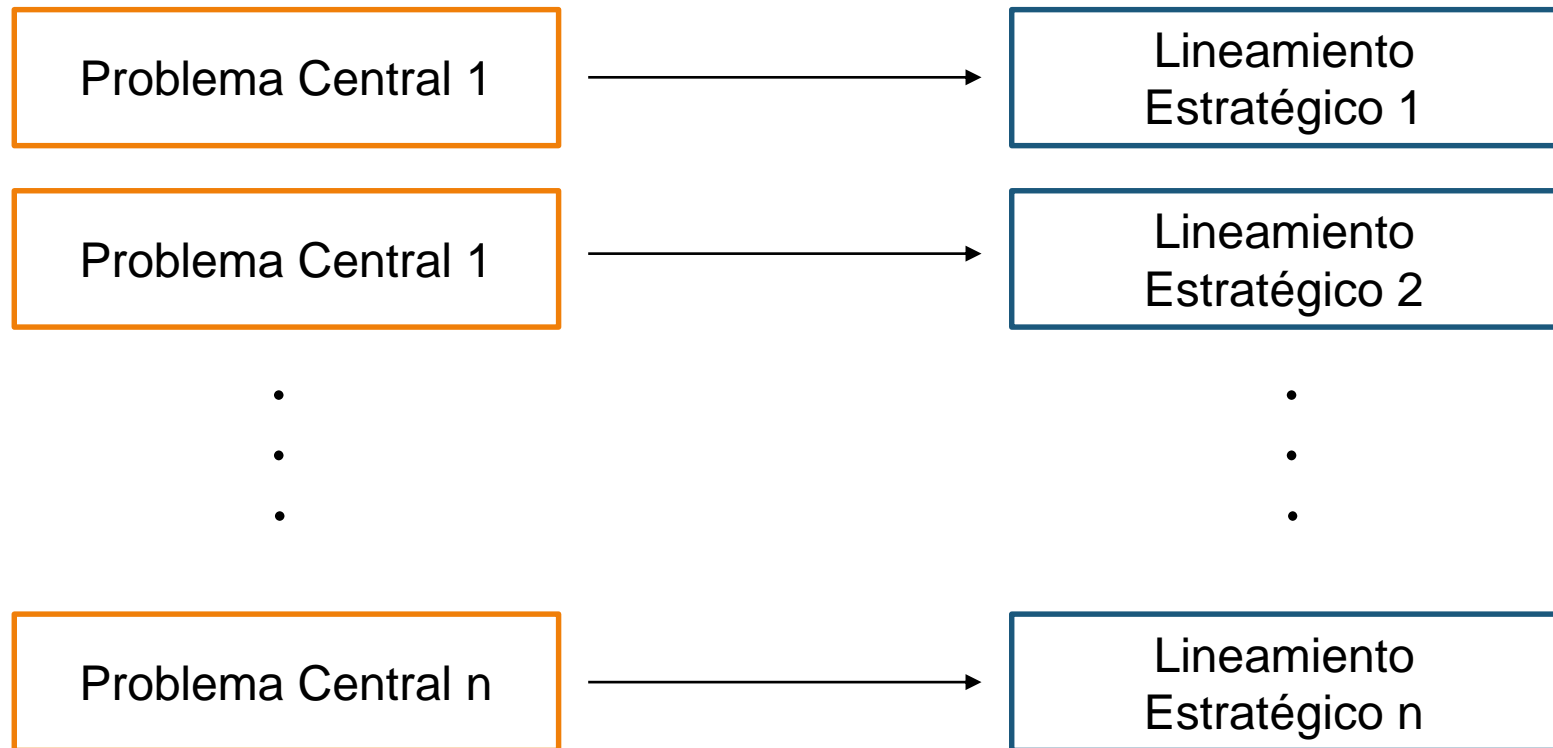 Problema Central 1
Lineamiento
Estratégico 1
Problema Central 1
Lineamiento
Estratégico 2
Problema Central n
Lineamiento
Estratégico n